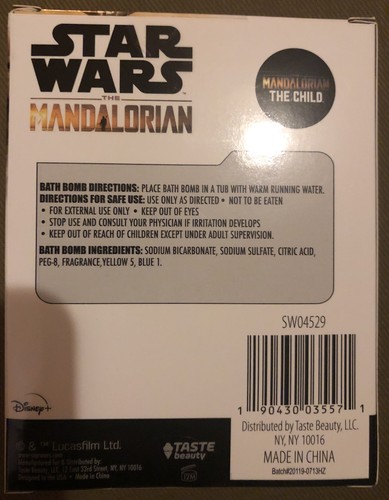 STAR
WARS
THE
MANDALORIAN
MANDALORIAN
THE CHILD
BATH BOMB DIRECTIONS: PLACE BATH BOMB IN A TUB WITH WARM RUNNING WATER.
DIRECTIONS FOR SAFE USE: USE ONLY AS DIRECTED • NOT TO BE EATEN
• FOR EXTERNAL USE ONLY • KEEP OUT OF EYES
• STOP USE AND CONSULT YOUR PHYSICIAN IF IRRITATION DEVELOPS
• KEEP OUT OF REACH OF CHILDREN EXCEPT UNDER ADULT SUPERVISION.
BATH BOMB INGREDIENTS: SODIUM BICARBONATE, SODIUM SULFATE, CITRIC ACID,
PEG-8, FRAGRANCE,YELLOW 5, BLUE 1.
SW04529
1 90430 03557 1
Disney+
© & ™ Lucasfilm Ltd.
TASTE
beauty
12M
Distributed by Taste Beauty, LLC.
NY, NY 10016
MADE IN CHINA
Batch#20119-0713HZ